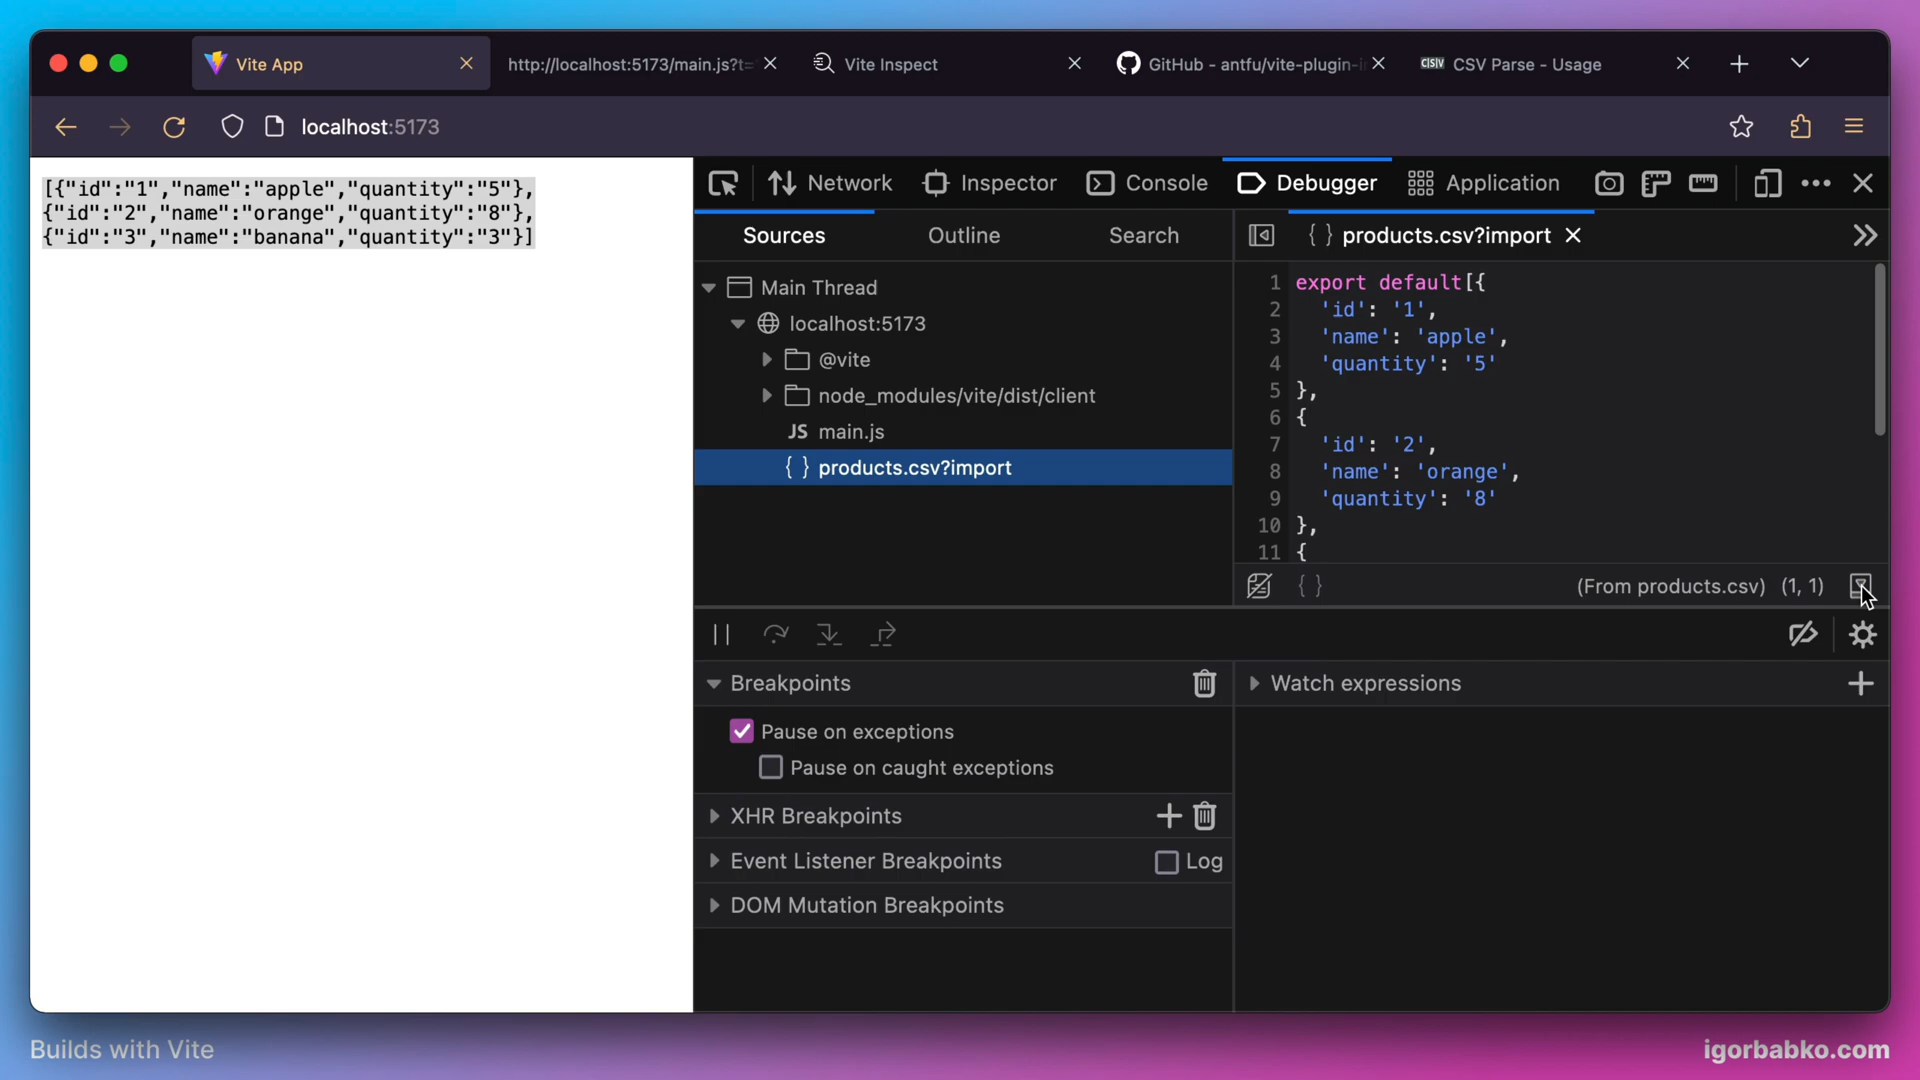 Vite App
http://localhost:5173/main.js?t=
Vite Inspect
GitHub - antfu/vite-plugin-i
CSV Parse - Usage
localhost:5173
[{"id":"1","name":"apple","quantity":"5"},
{"id":"2","name":"orange","quantity":"8"},
{"id":"3","name":"banana","quantity":"3"}]
Network
Inspector
Console
Debugger
Application
Sources
Outline
Search
{ } products.csv?import
Main Thread
localhost:5173
@vite
node_modules/vite/dist/client
JS main.js
{ } products.csv?import
1 export default[{
2 'id': '1',
3 'name': 'apple',
4 'quantity': '5'
5 },
6 {
7 'id': '2',
8 'name': 'orange',
9 'quantity': '8'
10 },
11 {
{ } (From products.csv) (1, 1)
Breakpoints
Pause on exceptions
Pause on caught exceptions
XHR Breakpoints
Event Listener Breakpoints Log
DOM Mutation Breakpoints
Watch expressions
Builds with Vite
igorbabko.com